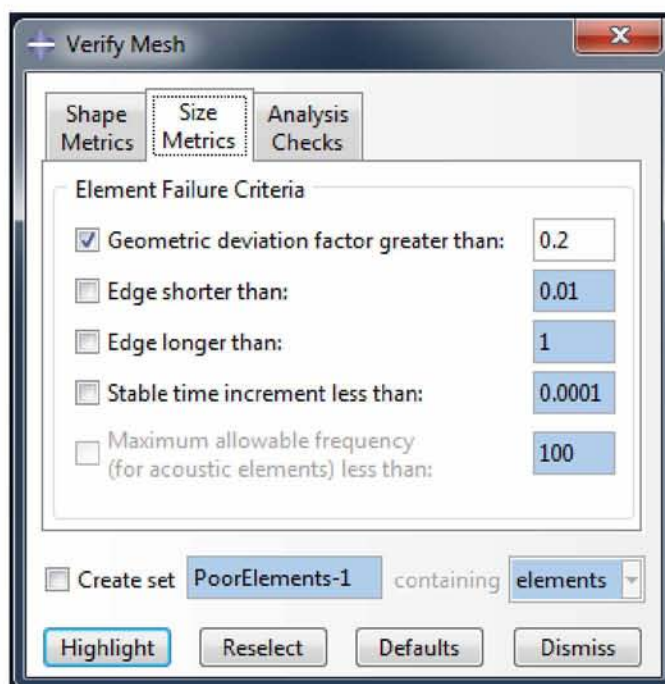 Verify Mesh
Shape
Metrics
Size
Metrics
Analysis
Checks
Element Failure Criteria
Geometric deviation factor greater than: 0.2
Edge shorter than: 0.01
Edge longer than: 1
Stable time increment less than: 0.0001
Maximum allowable frequency
(for acoustic elements) less than: 100
Create set PoorElements-1 containing elements
Highlight Reselect Defaults Dismiss